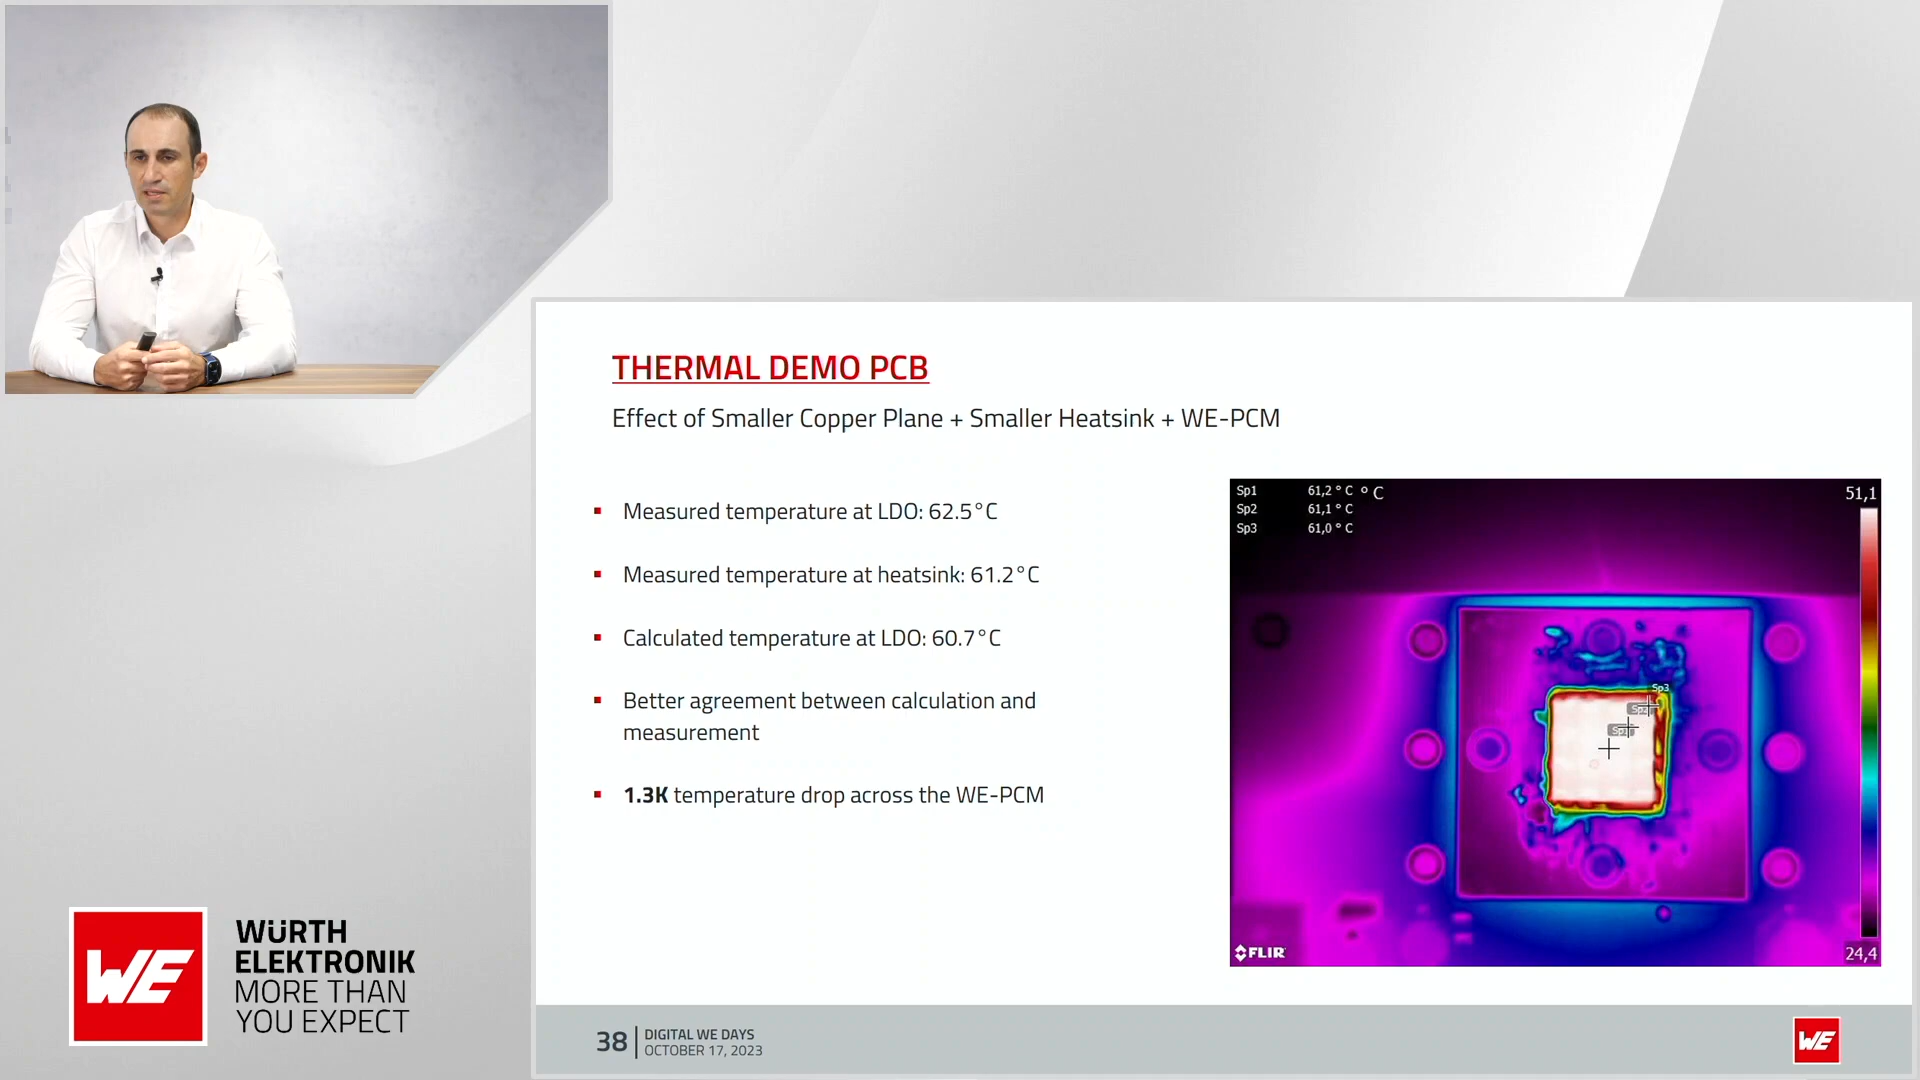 THERMAL DEMO PCB
Effect of Smaller Copper Plane + Smaller Heatsink + WE-PCM
▪ Measured temperature at LDO: 62.5°C
▪ Measured temperature at heatsink: 61.2°C
▪ Calculated temperature at LDO: 60.7°C
▪ Better agreement between calculation and
measurement
▪ 1.3K temperature drop across the WE-PCM
Sp1 61,2 °C °C
Sp2 61,1 °C
Sp3 61,0 °C
51,1
Sp3
24,4
FLIR
WE
WÜRTH
ELEKTRONIK
MORE THAN
YOU EXPECT
38
DIGITAL WE DAYS
OCTOBER 17, 2023
WE